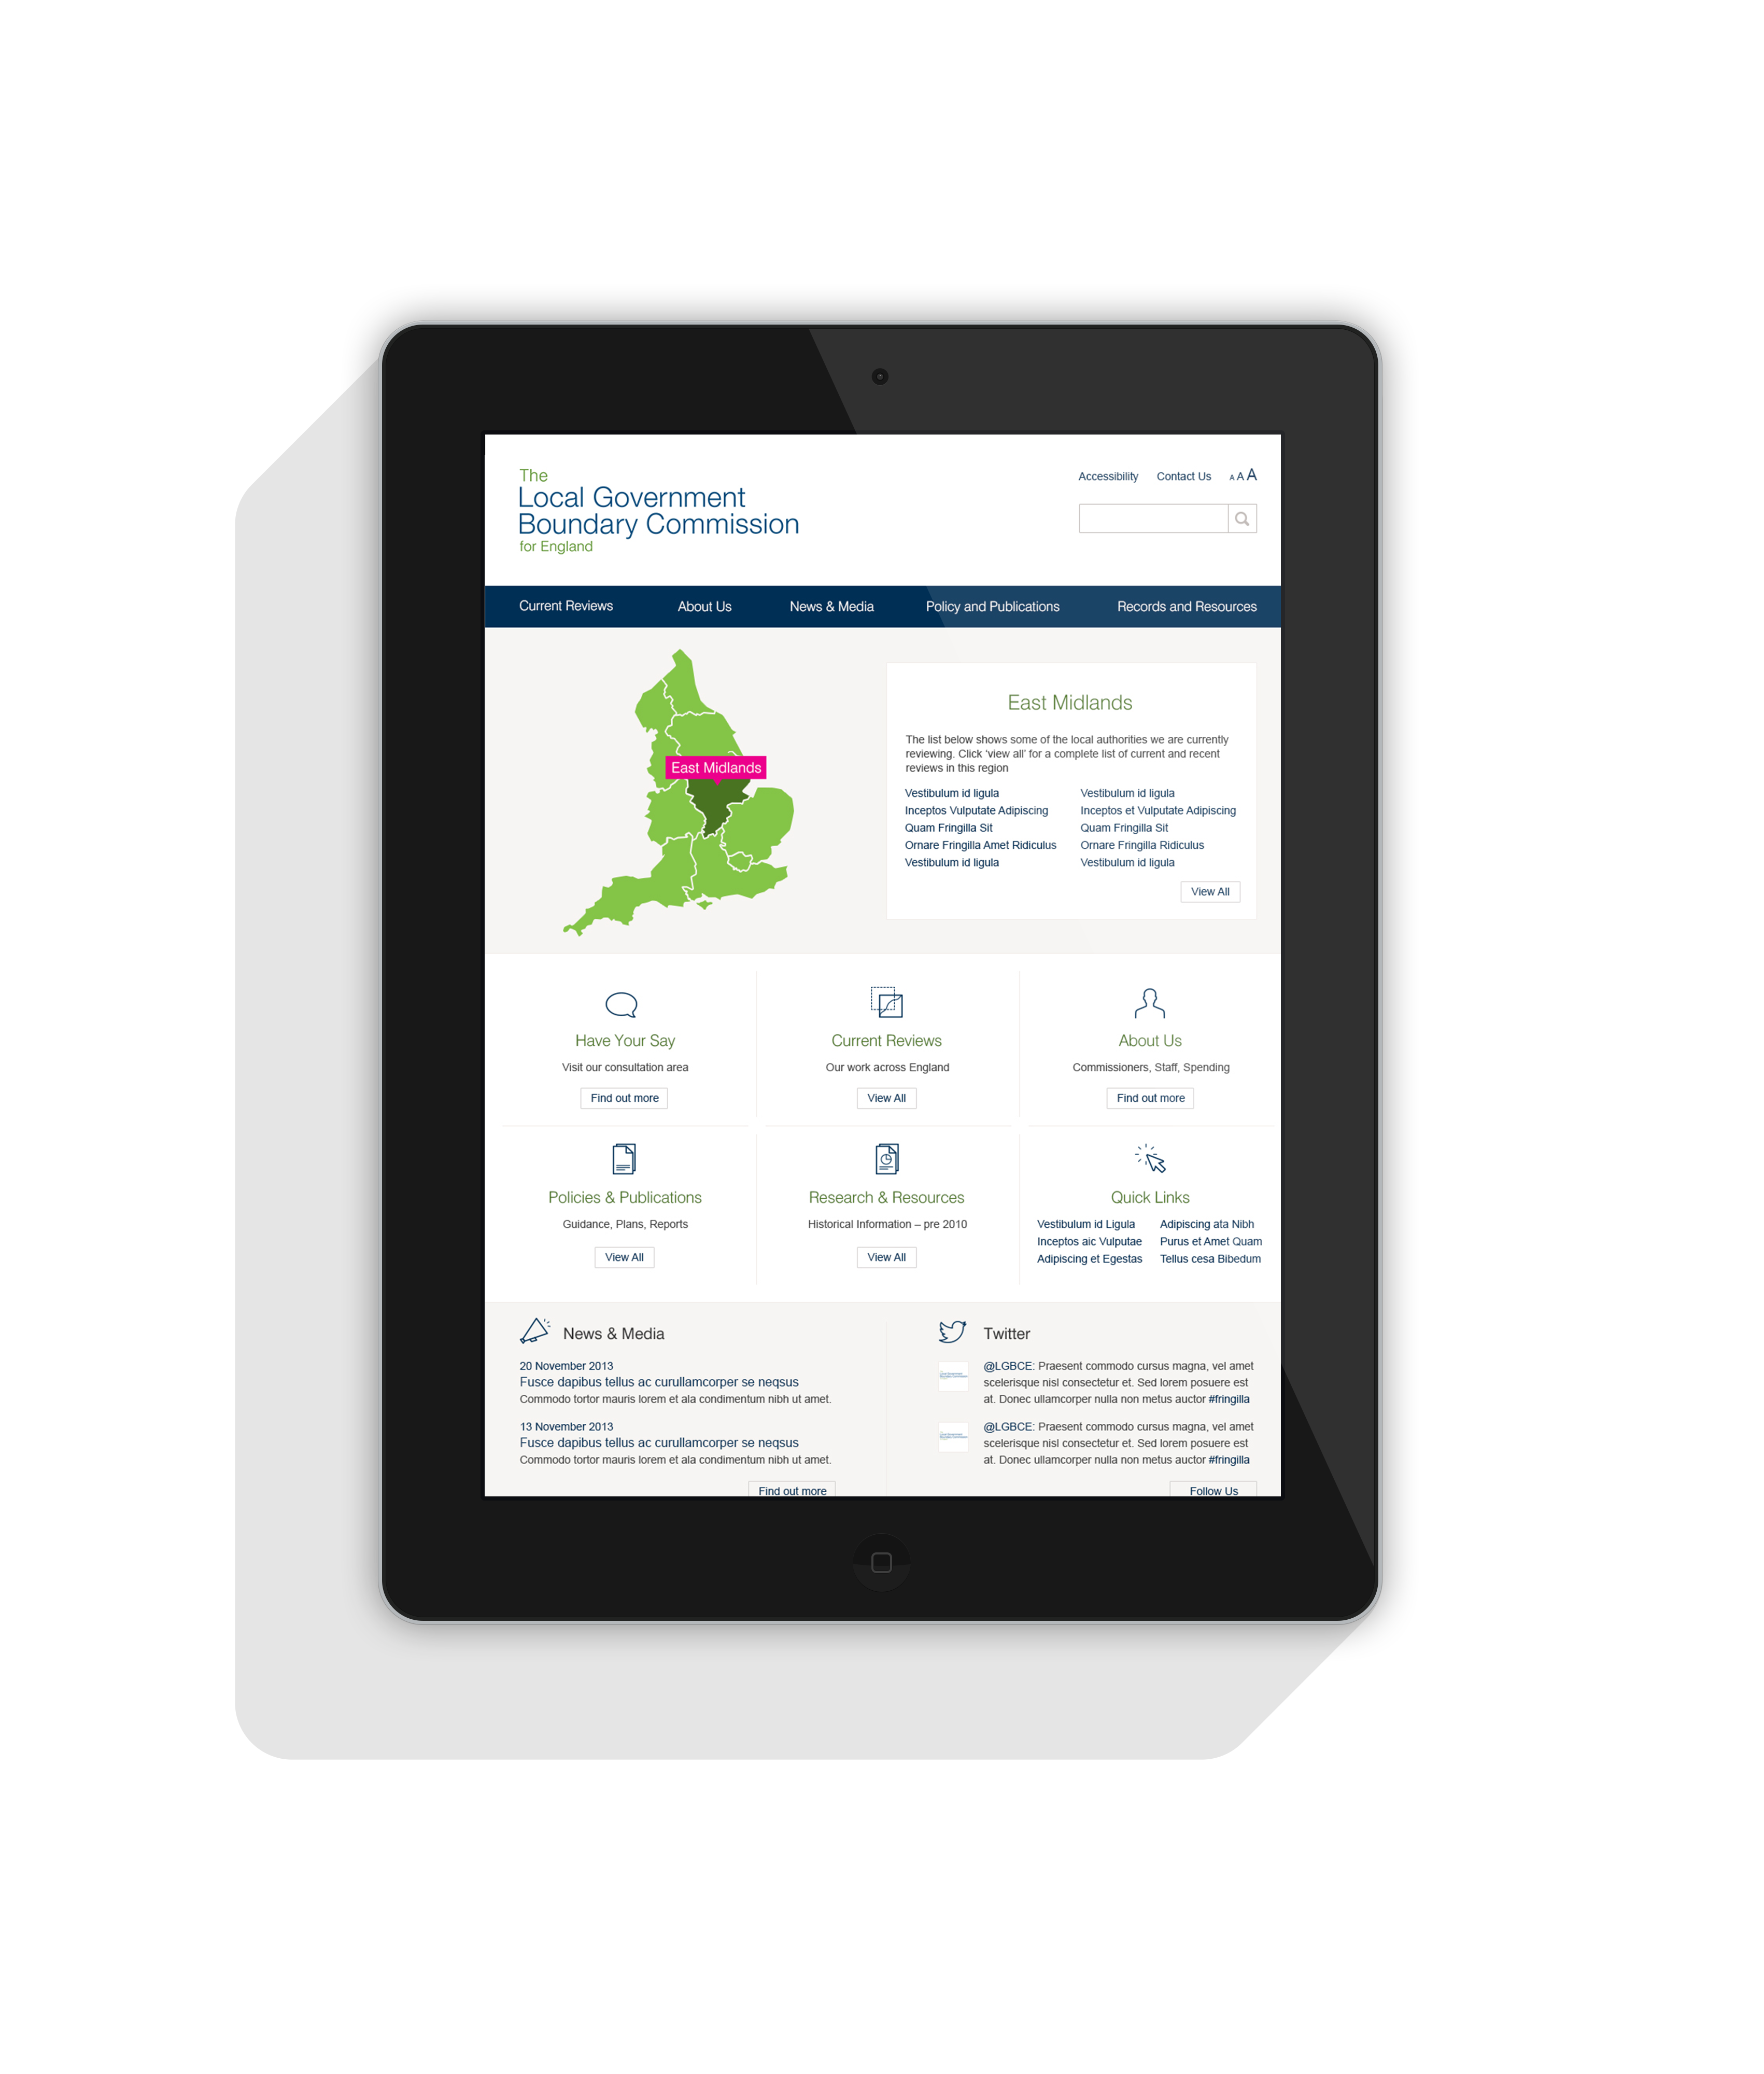 The
Local Government
Boundary Commission
for England
Accessibility Contact Us A A A
Current Reviews About Us News & Media Policy and Publications Records and Resources
East Midlands
East Midlands
The list below shows some of the local authorities we are currently
reviewing. Click ‘view all’ for a complete list of current and recent
reviews in this region
Vestibulum id ligula Vestibulum id ligula
Inceptos Vulputate Adipiscing Inceptos et Vulputate Adipiscing
Quam Fringilla Sit Quam Fringilla Sit
Ornare Fringilla Amet Ridiculus Ornare Fringilla Ridiculus
Vestibulum id ligula Vestibulum id ligula
View All
Have Your Say
Visit our consultation area
Find out more
Current Reviews
Our work across England
View All
About Us
Commissioners, Staff, Spending
Find out more
Policies & Publications
Guidance, Plans, Reports
View All
Research & Resources
Historical Information – pre 2010
View All
Quick Links
Vestibulum id Ligula Adipiscing ata Nibh
Inceptos aic Vulputae Purus et Amet Quam
Adipiscing et Egestas Tellus cesa Bibedum
News & Media
20 November 2013
Fusce dapibus tellus ac curullamcorper se neqsus
Commodo tortor mauris lorem et ala condimentum nibh ut amet.
13 November 2013
Fusce dapibus tellus ac curullamcorper se neqsus
Commodo tortor mauris lorem et ala condimentum nibh ut amet.
Find out more
Twitter
@LGBCE: Praesent commodo cursus magna, vel amet
scelerisque nisl consectetur et. Sed lorem posuere est
at. Donec ullamcorper nulla non metus auctor #fringilla
@LGBCE: Praesent commodo cursus magna, vel amet
scelerisque nisl consectetur et. Sed lorem posuere est
at. Donec ullamcorper nulla non metus auctor #fringilla
Follow Us